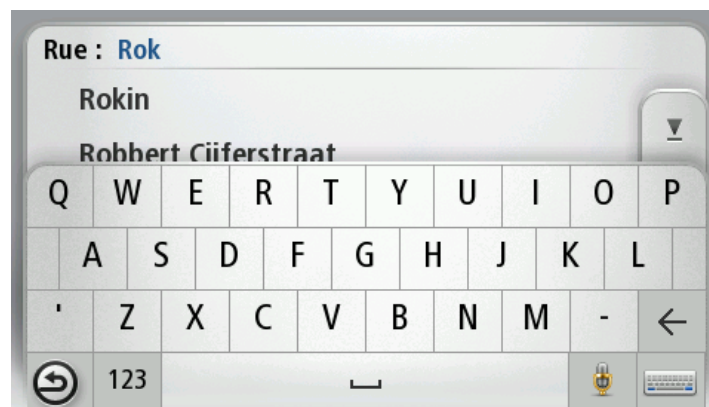 Rue : Rok
Rokin
Robbert Cijferstraat
Q W E R T Y U I O P
A S D F G H J K L
' Z X C V B N M -
123